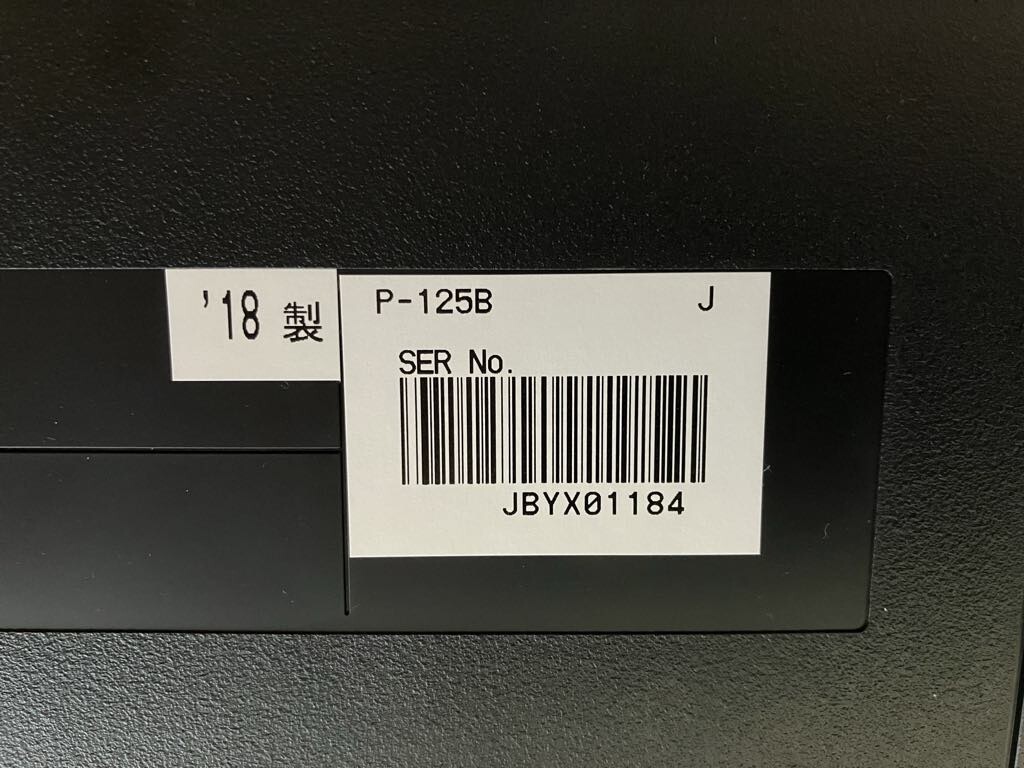 '18 製
P-125B J
SER No.
JBYX01184